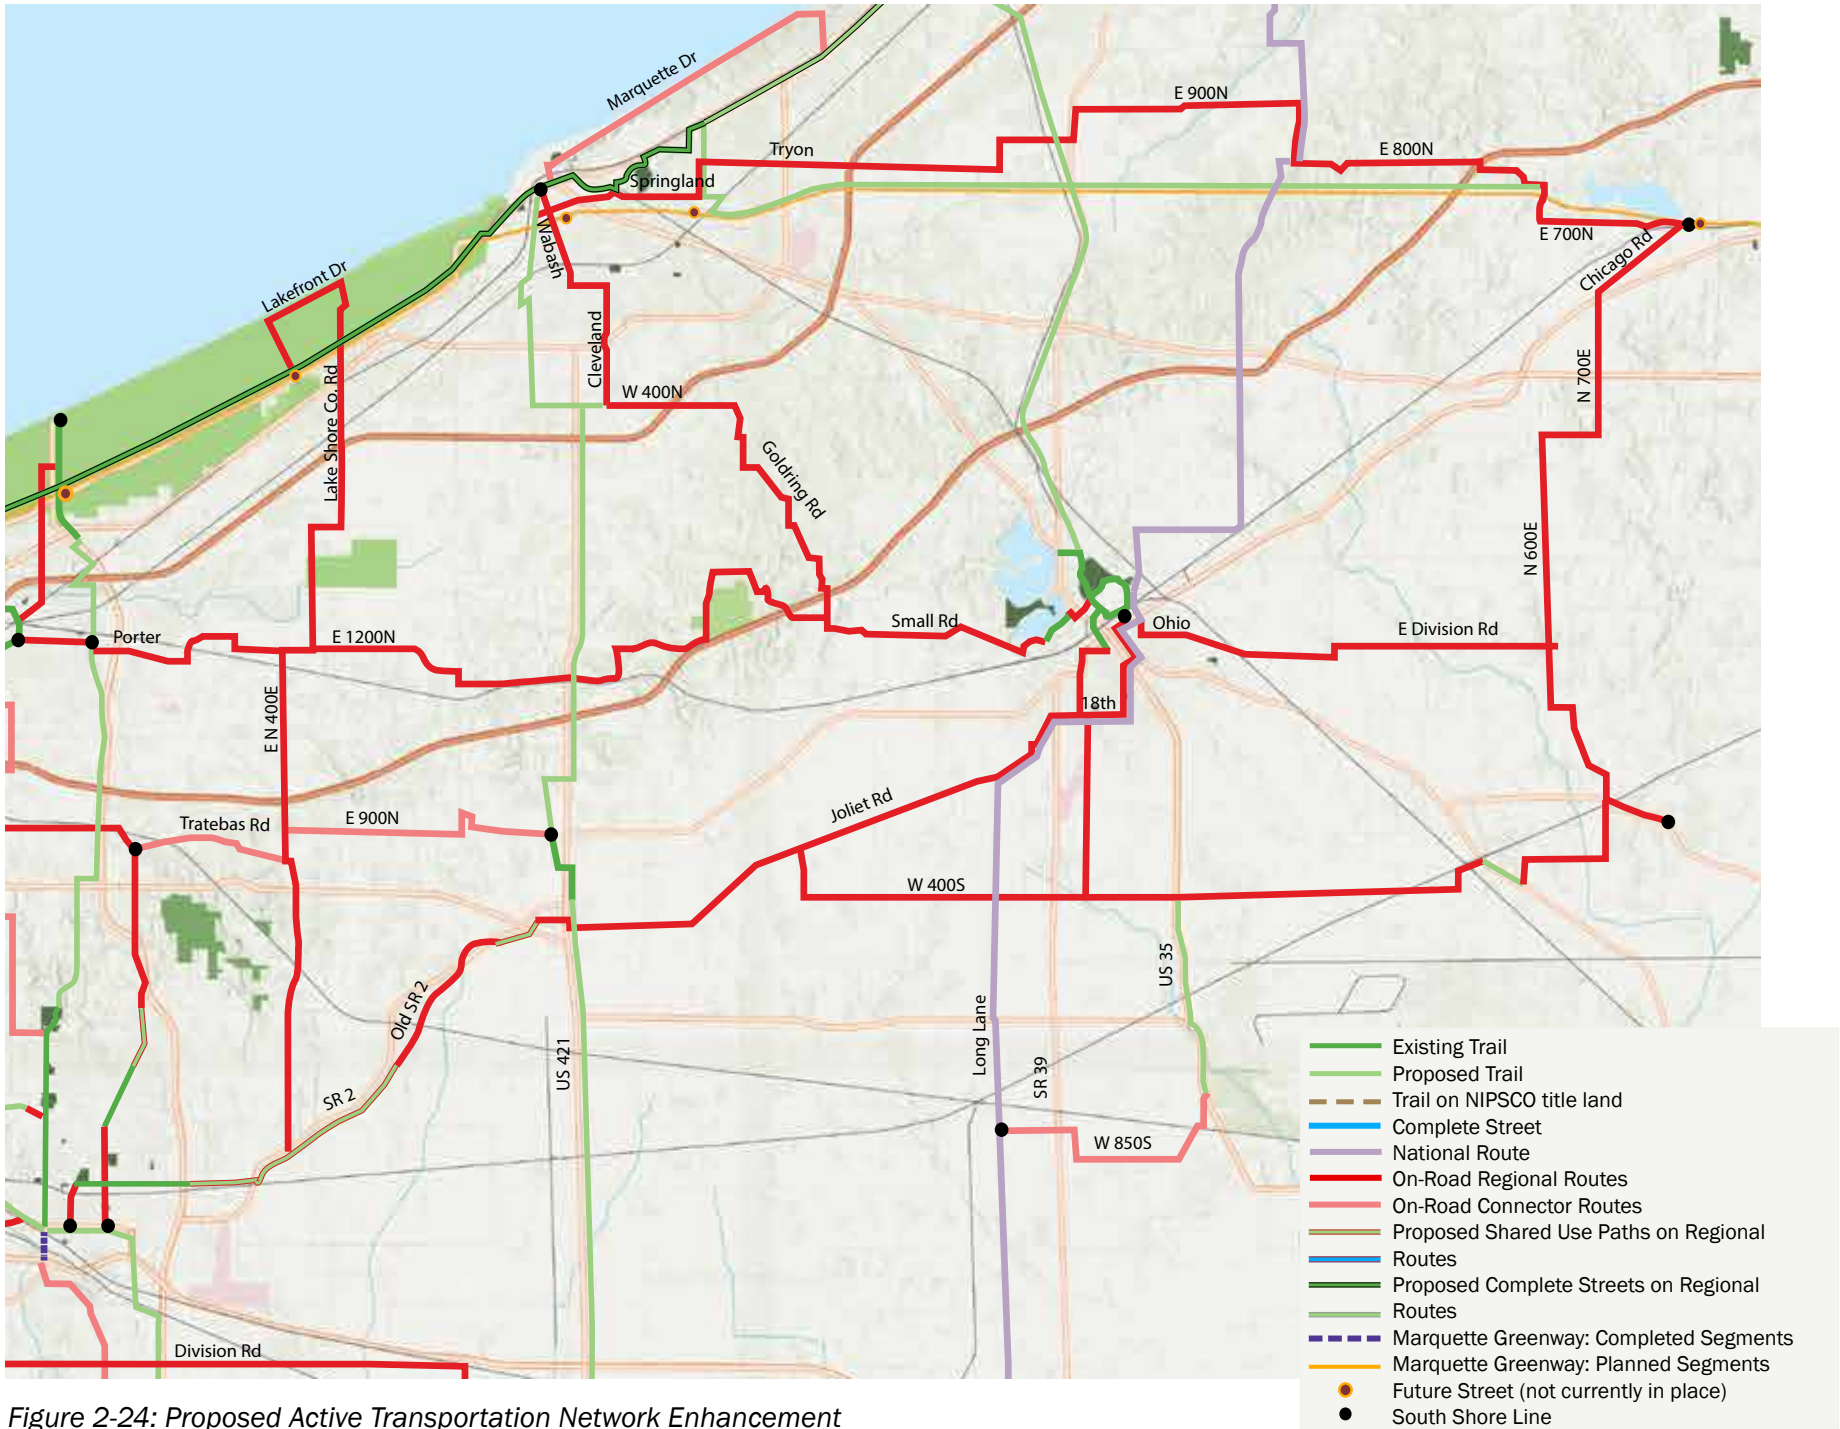 Marquette Dr
E 900N
Tryon
E 800N
Springland
E 700N
Wabash
Chicago Rd
Lakefront Dr
Cleveland
Lake Shore Co. Rd
W 400N
N 700E
Goldring Rd
N 600E
Small Rd
Ohio
E Division Rd
Porter
E 1200N
E N 400E
18th
Joliet Rd
Tratebas Rd
E 900N
W 400S
US 35
Old SR 2
Long Lane
US 421
SR 39
SR 2
W 850S
Division Rd
Existing Trail
Proposed Trail
Trail on NIPSCO title land
Complete Street
National Route
On-Road Regional Routes
On-Road Connector Routes
Proposed Shared Use Paths on Regional
Routes
Proposed Complete Streets on Regional
Routes
Marquette Greenway: Completed Segments
Marquette Greenway: Planned Segments
Future Street (not currently in place)
South Shore Line
Figure 2-24: Proposed Active Transportation Network Enhancement